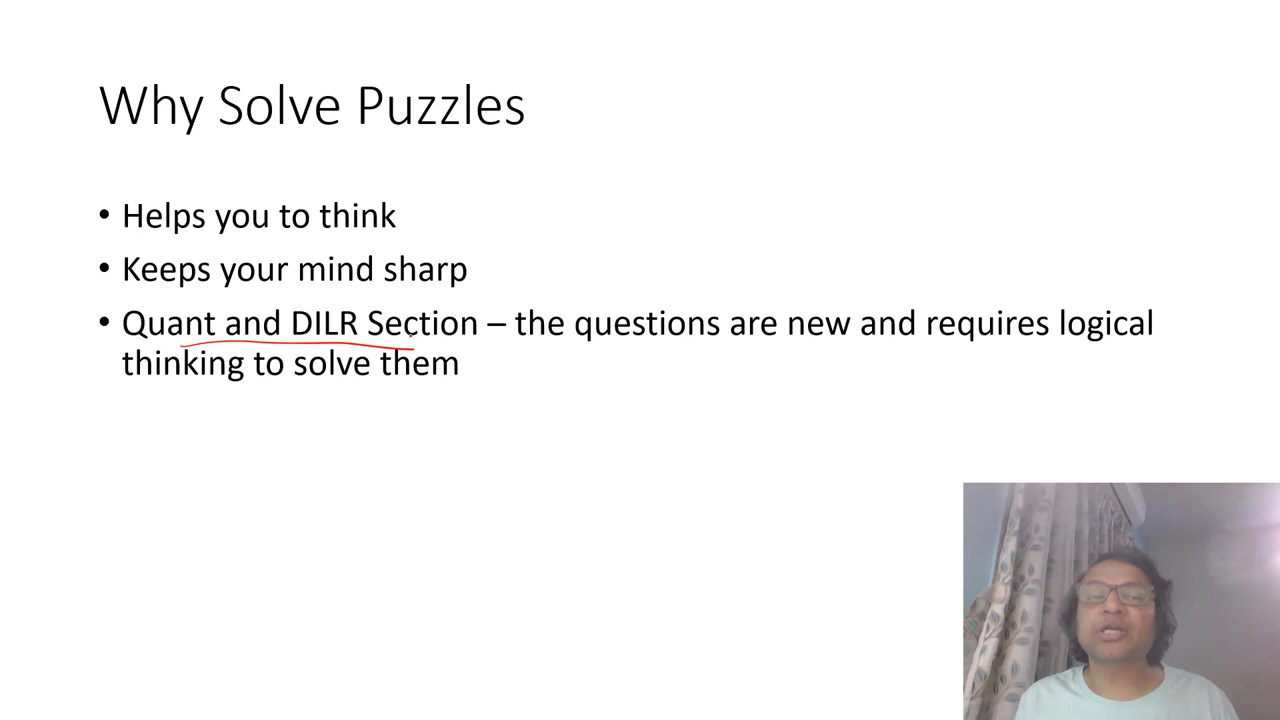 Why Solve Puzzles
• Helps you to think
• Keeps your mind sharp
• Quant and DILR Section – the questions are new and requires logical
thinking to solve them